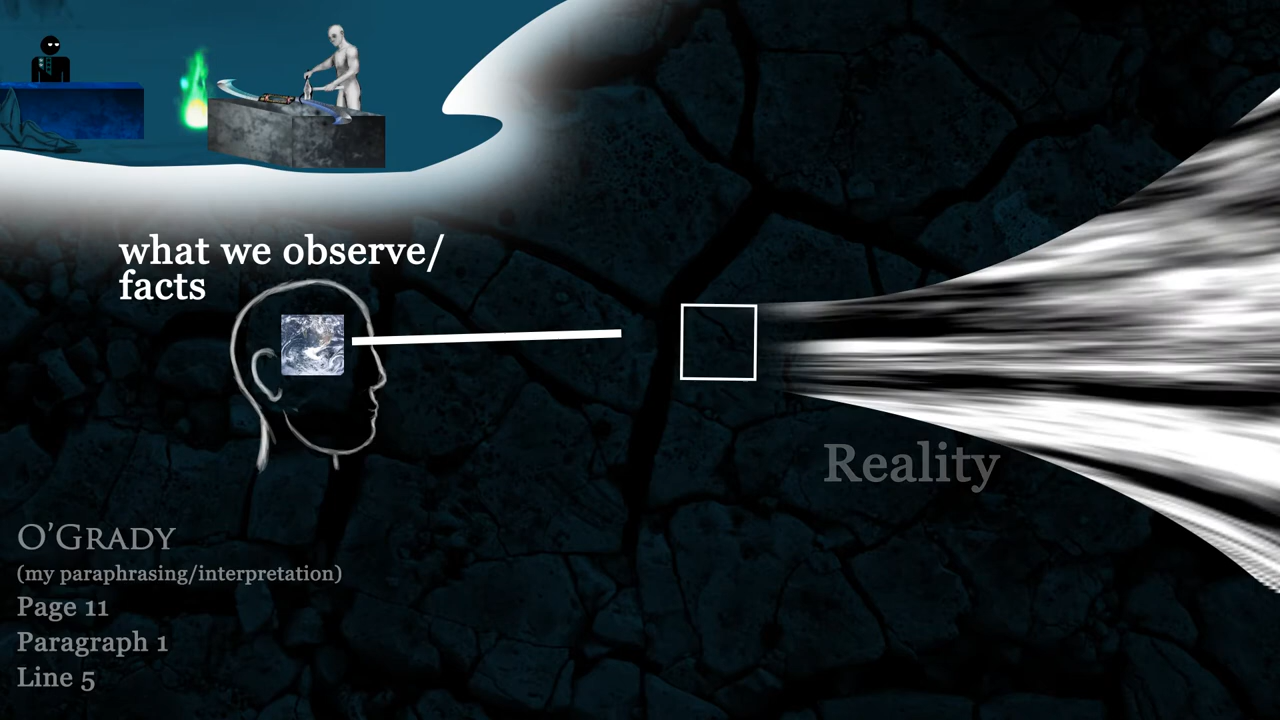 what we observe/
facts
Reality
O'GRADY
(my paraphrasing/interpretation)
Page 11
Paragraph 1
Line 5